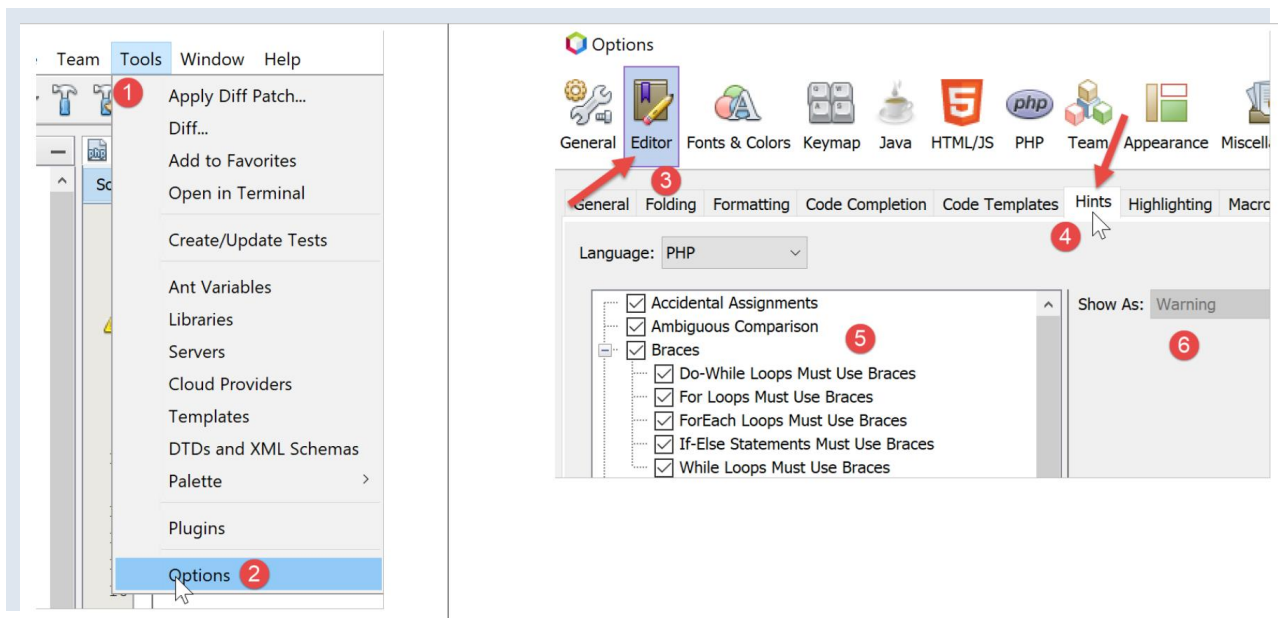 Team Tools Window Help
1
Apply Diff Patch...
Diff...
Add to Favorites
Open in Terminal
Create/Update Tests
Ant Variables
Libraries
Servers
Cloud Providers
Templates
DTDs and XML Schemas
Palette
Plugins
Options 2
Options
General Editor Fonts & Colors Keymap Java HTML/JS PHP Team Appearance Miscell
3
General Folding Formatting Code Completion Code Templates Hints Highlighting Macro
4
Language: PHP
Accidental Assignments
Ambiguous Comparison
Braces
Do-While Loops Must Use Braces
For Loops Must Use Braces
ForEach Loops Must Use Braces
If-Else Statements Must Use Braces
While Loops Must Use Braces
5
Show As: Warning
6